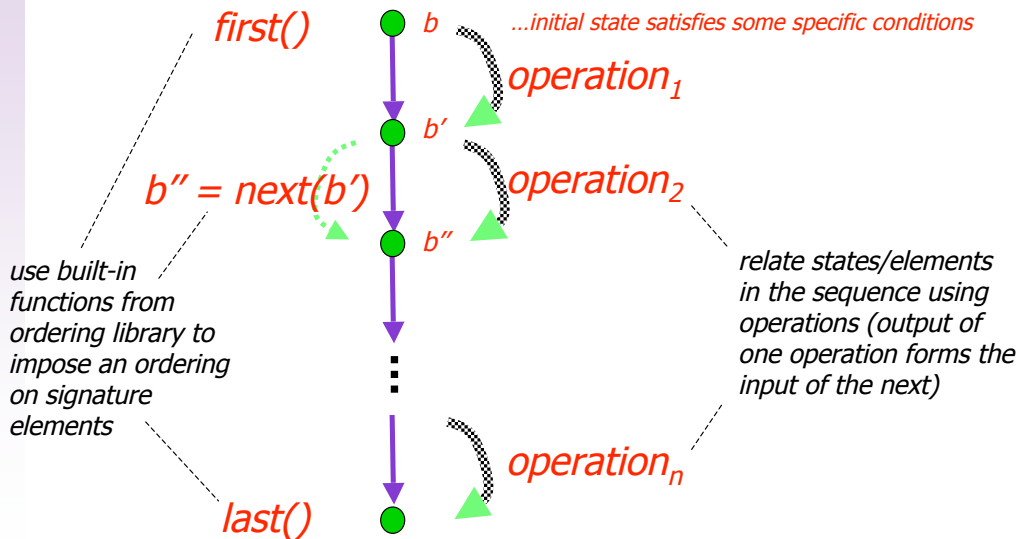 first()
b
...initial state satisfies some specific conditions
operation1
b'
b'' = next(b')
operation2
b''
use built-in
functions from
ordering library to
impose an ordering
on signature
elements
relate states/elements
in the sequence using
operations (output of
one operation forms the
input of the next)
operationn
last()